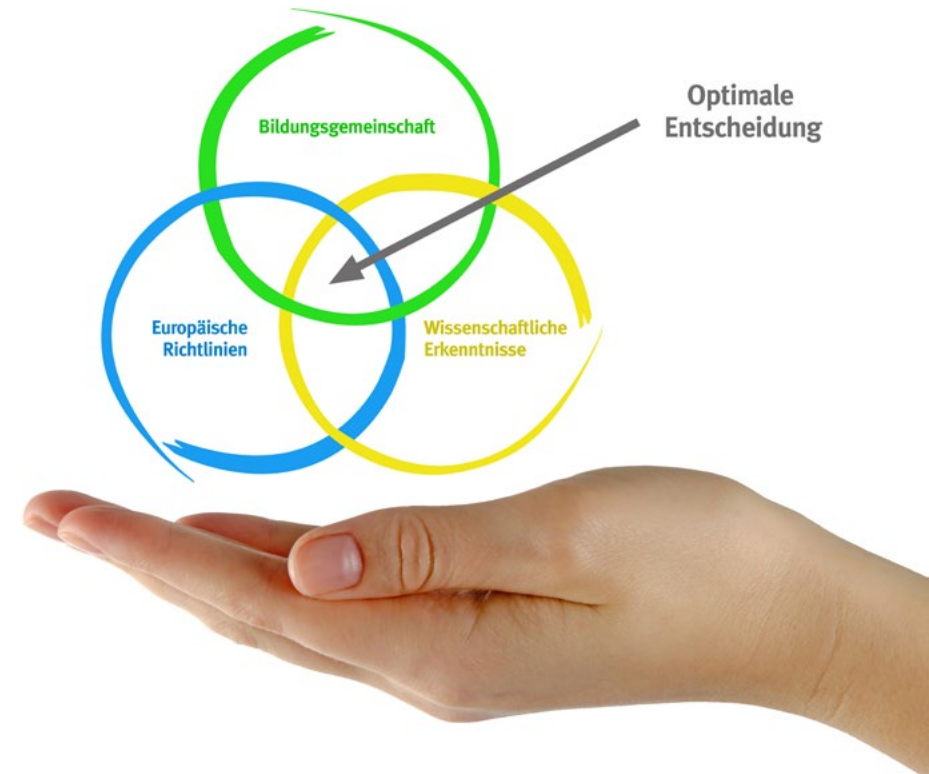 Optimale
Entscheidung
Bildungsgemeinschaft
Europäische
Richtlinien
Wissenschaftliche
Erkenntnisse